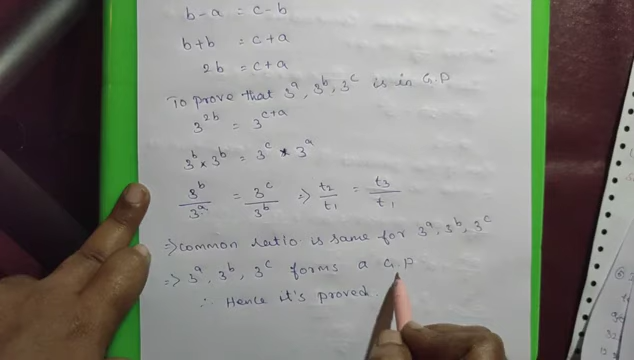 b-a = c-b
b+b = c+a
2b = c+a
To prove that 3^a, 3^b, 3^c is in G.P
3^2b = 3^c+a
3^b × 3^b = 3^c * 3^a
3^b/3^a = 3^c/3^b ⇒ t₂/t₁ = t₃/t₁
⇒ common ratio is same for 3^a, 3^b, 3^c
⇒ 3^a, 3^b, 3^c forms a G.P.
∴ Hence it's proved.